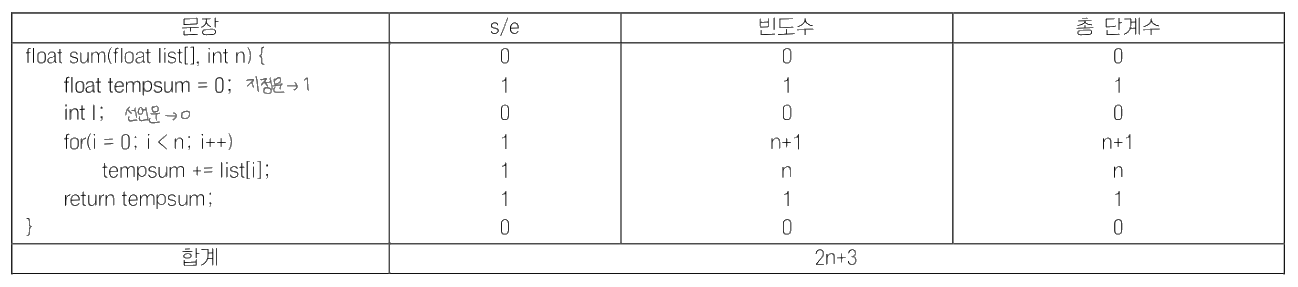 문장 s/e 빈도수 총 단계수
float sum(float list[], int n) { 0 0 0
float tempsum = 0; 지정문→1 1 1 1
int I; 선언문→0 0 0 0
for(i = 0; i < n; i++) 1 n+1 n+1
tempsum += list[i]; 1 n n
return tempsum; 1 1 1
} 0 0 0
합계 2n+3